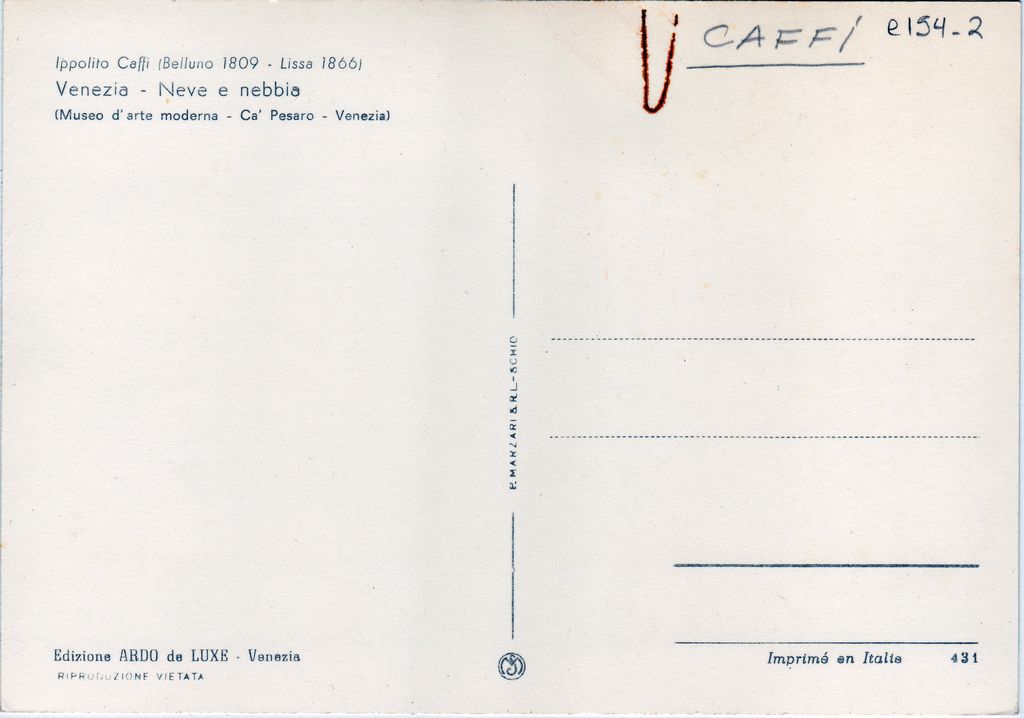 Ippolito Caffi (Belluno 1809 - Lissa 1866)
Venezia - Neve e nebbia
(Museo d'arte moderna - Ca' Pesaro - Venezia)
CAFFI
e154-2
P. MARZARI S.R.L. - SCHIO
Edizione ARDO de LUXE - Venezia
RIPRODUZIONE VIETATA
Imprimé en Italie 431